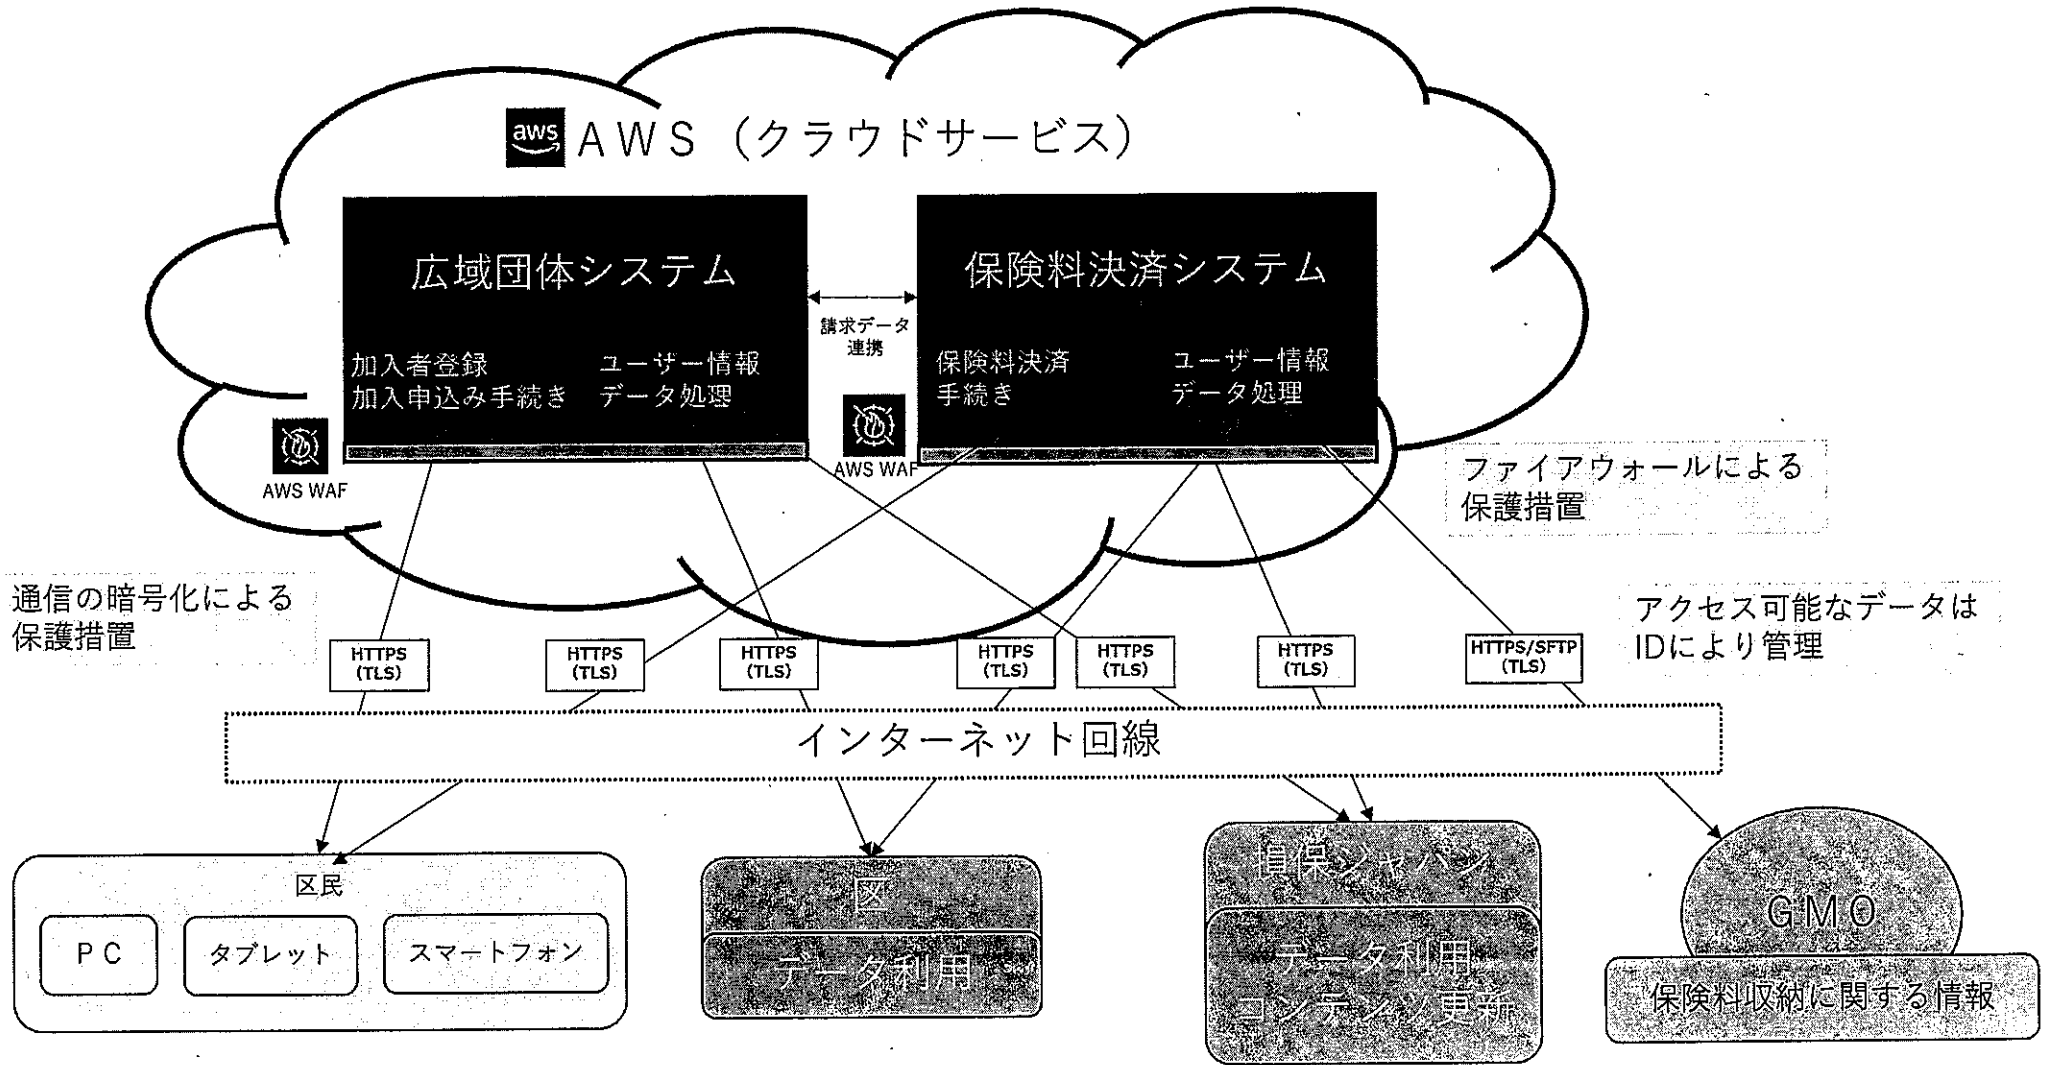 aws AWS（クラウドサービス）
広域団体システム
加入者登録
加入申込み手続き
ユーザー情報
データ処理
請求データ
連携
保険料決済システム
保険料決済
手続き
ユーザー情報
データ処理
AWS WAF
AWS WAF
ファイアウォールによる
保護措置
通信の暗号化による
保護措置
アクセス可能なデータは
IDにより管理
HTTPS
(TLS)
HTTPS
(TLS)
HTTPS
(TLS)
HTTPS
(TLS)
HTTPS
(TLS)
HTTPS
(TLS)
HTTPS/SFTP
(TLS)
インターネット回線
区民
PC
タブレット
スマートフォン
区
データ利用
損保ジャパン
データ利用
コンテンツ更新
GMO
保険料収納に関する情報